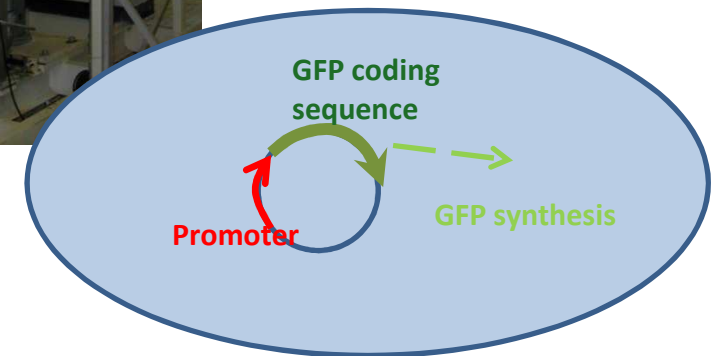 GFP coding
sequence
Promoter
GFP synthesis